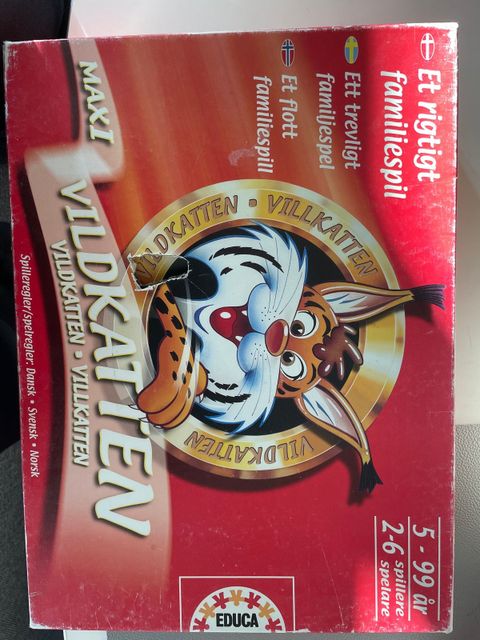 Et rigtigt
familiespil
Ett trevligt
familjespel
Et flott
familiespill
MAXI
VILDKATTEN
VILDKATTEN • VILLKATTEN
Spilleregler/spelregler: Dansk • Svensk • Norsk
VILDKATTEN • VILLKATTEN
VILDKATTEN
5 - 99 år
2-6 spillere
spelare
EDUCA